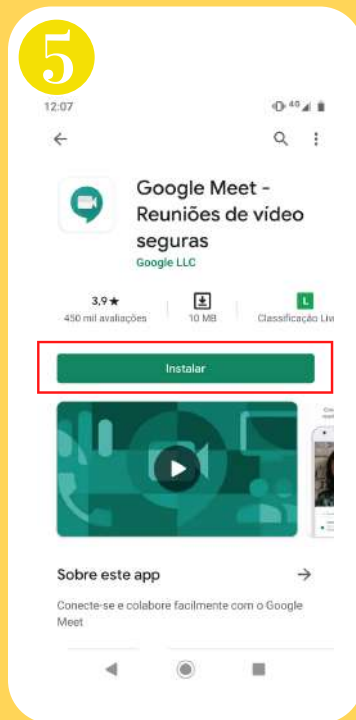 5
12:07
4G
Google Meet -
Reuniões de vídeo
seguras
Google LLC
3,9★
450 mil avaliações
10 MB
L
Classificação Liv
Instalar
Sobre este app
Conecte-se e colabore facilmente com o Google
Meet